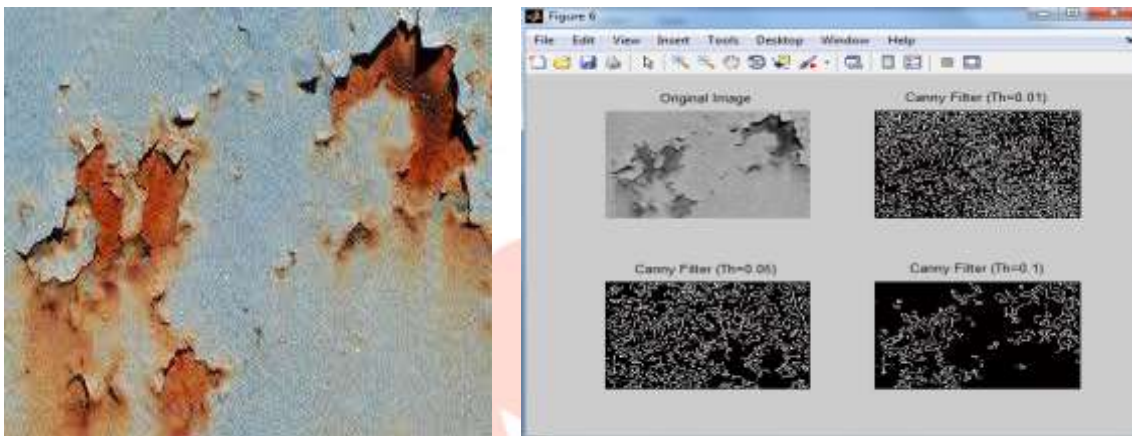 Figure 6
File Edit View Insert Tools Desktop Window Help
Original Image
Canny Filter (Th=0.01)
Canny Filter (Th=0.05)
Canny Filter (Th=0.1)